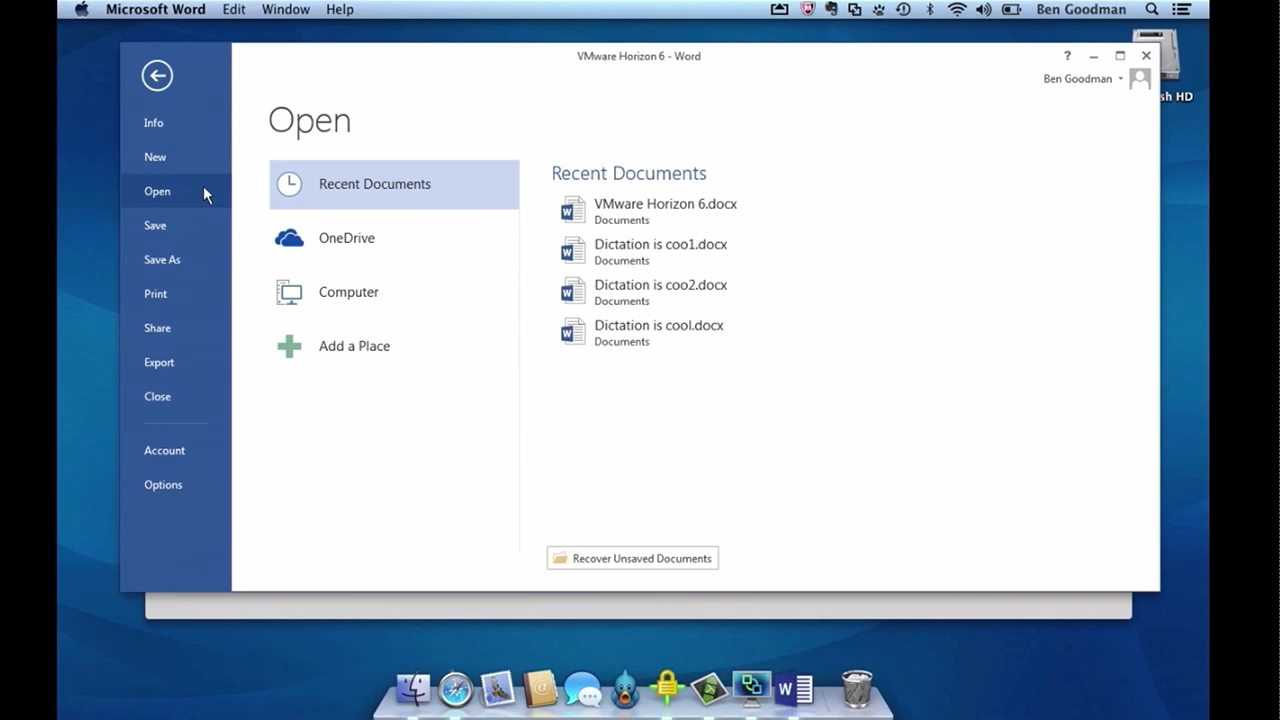 Microsoft Word Edit Window Help Ben Goodman
VMware Horizon 6 - Word
?
Ben Goodman
sh HD
Info
New
Open
Save
Save As
Print
Share
Export
Close
Account
Options
Open
Recent Documents
OneDrive
Computer
Add a Place
Recent Documents
VMware Horizon 6.docx
Documents
Dictation is coo1.docx
Documents
Dictation is coo2.docx
Documents
Dictation is cool.docx
Documents
Recover Unsaved Documents